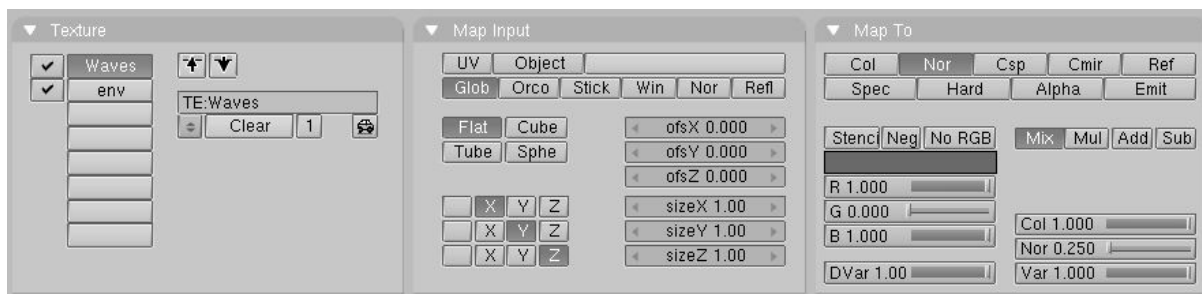 Texture
Waves
env
TE:Waves
Clear 1
Map Input
UV Object
Glob Orco Stick Win Nor Refl
Flat Cube
Tube Sphe
ofsX 0.000
ofsY 0.000
ofsZ 0.000
X Y Z
X Y Z
X Y Z
sizeX 1.00
sizeY 1.00
sizeZ 1.00
Map To
Col Nor Csp Cmir Ref
Spec Hard Alpha Emit
Stenci Neg No RGB
Mix Mul Add Sub
R 1.000
G 0.000
B 1.000
DVar 1.00
Col 1.000
Nor 0.250
Var 1.000